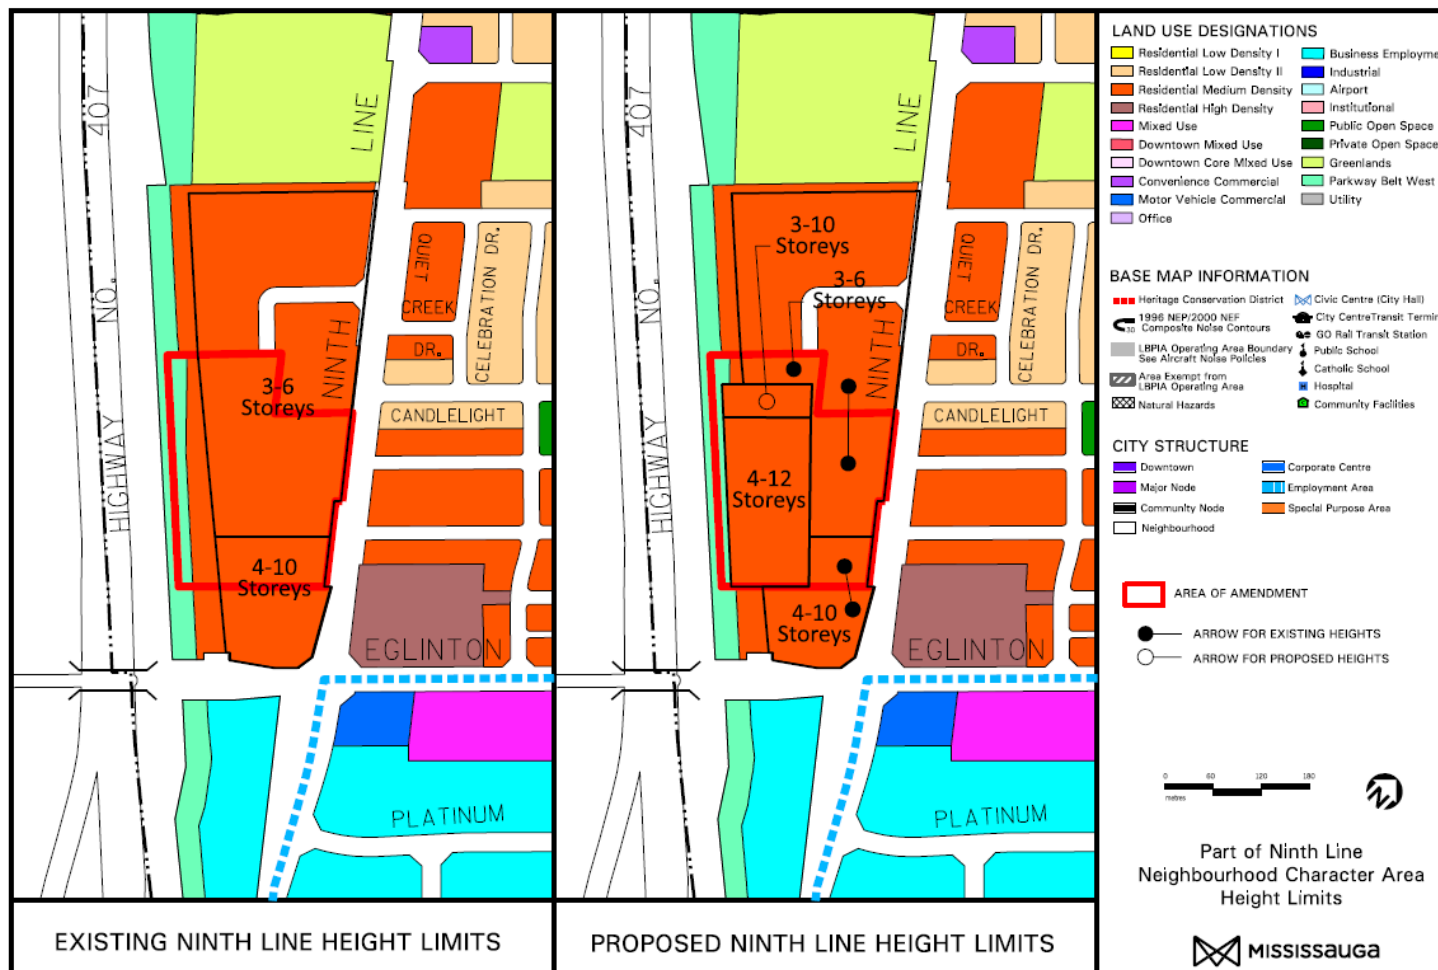 407
NO.
HIGHWAY
LINE
NINTH
QUIET
CREEK
DR.
CELEBRATION DR.
CANDLELIGHT
3-6
Storeys
4-10
Storeys
EGLINTON
PLATINUM
EXISTING NINTH LINE HEIGHT LIMITS
407
NO.
HIGHWAY
LINE
NINTH
3-10
Storeys
3-6
Storeys
QUIET
CREEK
DR.
CELEBRATION DR.
CANDLELIGHT
4-12
Storeys
4-10
Storeys
EGLINTON
PLATINUM
PROPOSED NINTH LINE HEIGHT LIMITS
LAND USE DESIGNATIONS
Residential Low Density I
Residential Low Density II
Residential Medium Density
Residential High Density
Mixed Use
Downtown Mixed Use
Downtown Core Mixed Use
Convenience Commercial
Motor Vehicle Commercial
Office
Business Employme
Industrial
Airport
Institutional
Public Open Space
Private Open Space
Greenlands
Parkway Belt West
Utility
BASE MAP INFORMATION
Heritage Conservation District
1996 NEP/2000 NEF
Composite Noise Contours
30
LBPIA Operating Area Boundary
See Aircraft Noise Policies
Area Exempt from
LBPIA Operating Area
Natural Hazards
Civic Centre (City Hall)
City CentreTransit Termin
GO Rail Transit Station
Public School
Catholic School
H
Hospital
Community Facilities
CITY STRUCTURE
Downtown
Major Node
Community Node
Neighbourhood
Corporate Centre
Employment Area
Special Purpose Area
AREA OF AMENDMENT
ARROW FOR EXISTING HEIGHTS
ARROW FOR PROPOSED HEIGHTS
0 60 120 180
metres
Part of Ninth Line
Neighbourhood Character Area
Height Limits
MISSISSAUGA